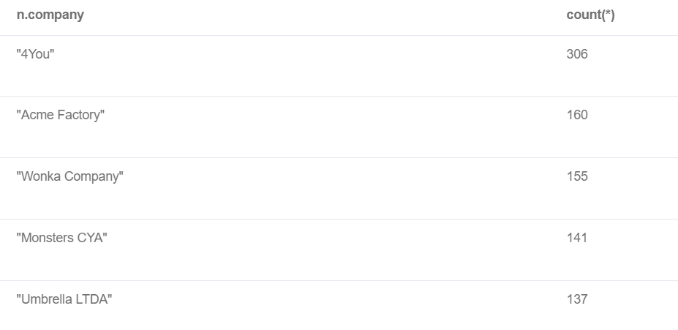 n.company count(*)
"4You" 306
"Acme Factory" 160
"Wonka Company" 155
"Monsters CYA" 141
"Umbrella LTDA" 137